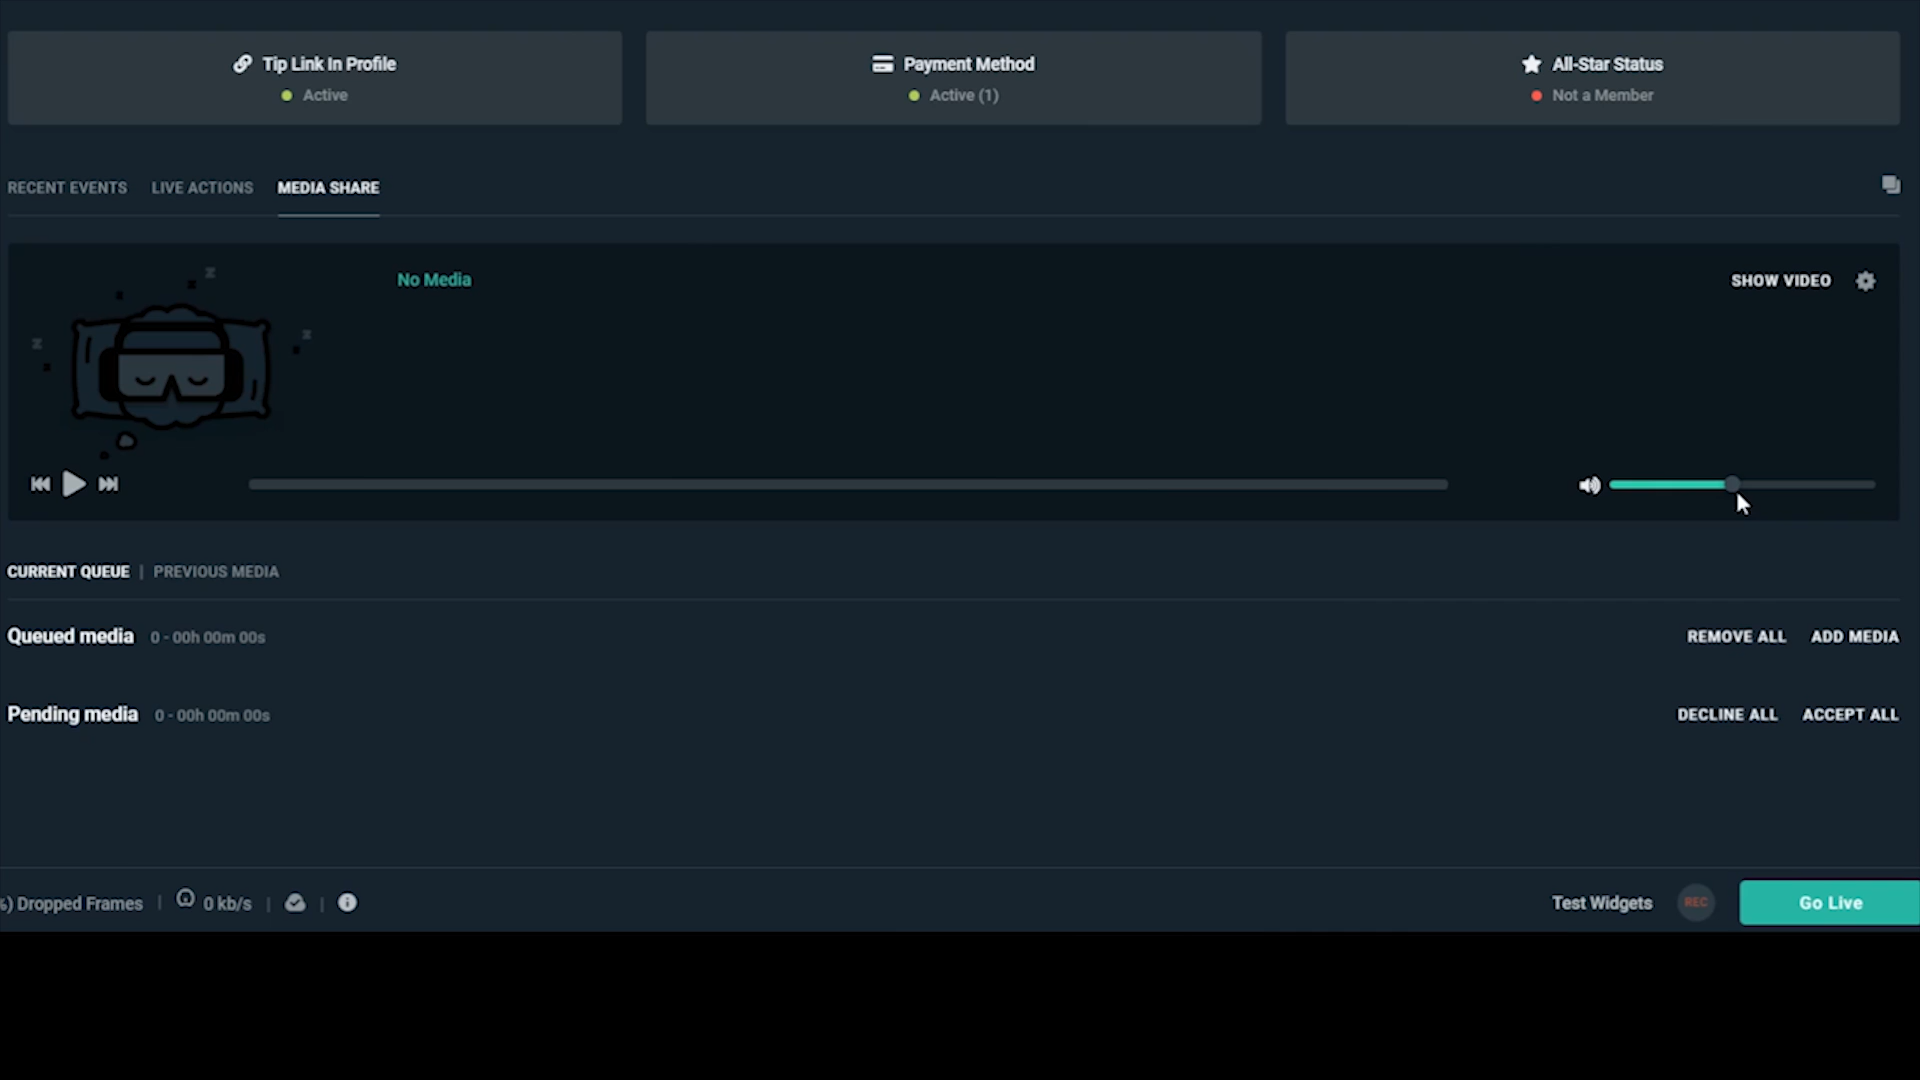 Tip Link In Profile
Active
Payment Method
Active (1)
All-Star Status
Not a Member
RECENT EVENTS LIVE ACTIONS MEDIA SHARE
No Media
SHOW VIDEO
z
z
z
CURRENT QUEUE | PREVIOUS MEDIA
Queued media 0 - 00h 00m 00s
REMOVE ALL ADD MEDIA
Pending media 0 - 00h 00m 00s
DECLINE ALL ACCEPT ALL
%) Dropped Frames | 0 kb/s | |
Test Widgets REC Go Live